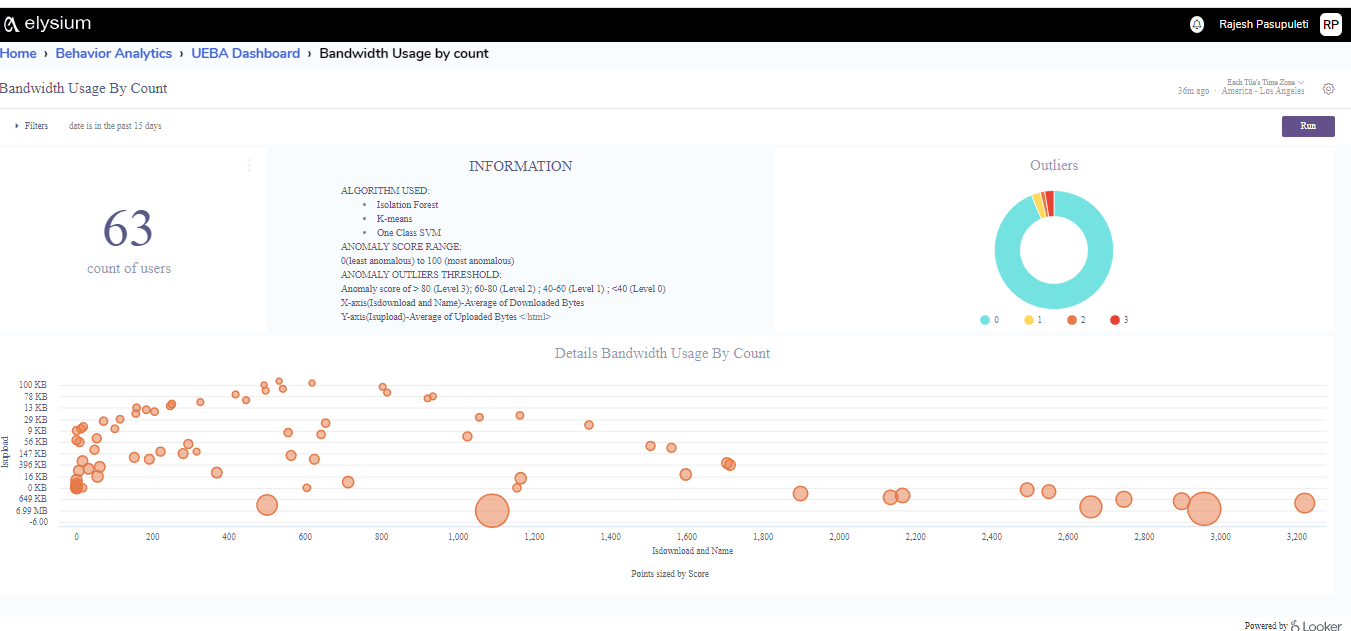 elysium
Rajesh Pasupuleti RP
Home › Behavior Analytics › UEBA Dashboard › Bandwidth Usage by count
Bandwidth Usage By Count
Each Tile's Time Zone
36m ago · America - Los Angeles
Filters date is in the past 15 days
Run
63
count of users
INFORMATION
ALGORITHM USED:
• Isolation Forest
• K-means
• One Class SVM
ANOMALY SCORE RANGE:
0(least anomalous) to 100 (most anomalous)
ANOMALY OUTLIERS THRESHOLD:
Anomaly score of > 80 (Level 3); 60-80 (Level 2) ; 40-60 (Level 1) ; <40 (Level 0)
X-axis(Isdownload and Name)-Average of Downloaded Bytes
Y-axis(Isupload)-Average of Uploaded Bytes </html>
Outliers
0 1 2 3
Details Bandwidth Usage By Count
Isupload
100 KB
78 KB
13 KB
29 KB
9 KB
56 KB
147 KB
396 KB
16 KB
0 KB
649 KB
6.99 MB
-6.00
0 200 400 600 800 1,000 1,200 1,400 1,600 1,800 2,000 2,200 2,400 2,600 2,800 3,000 3,200
Isdownload and Name
Points sized by Score
Powered by Looker